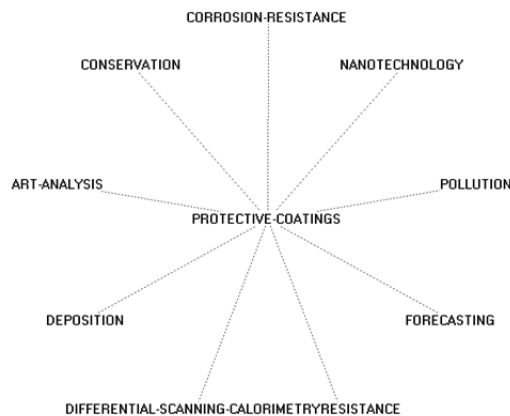 CORROSION-RESISTANCE
CONSERVATION
NANOTECHNOLOGY
ART-ANALYSIS
POLLUTION
PROTECTIVE-COATINGS
DEPOSITION
FORECASTING
DIFFERENTIAL-SCANNING-CALORIMETRYRESISTANCE